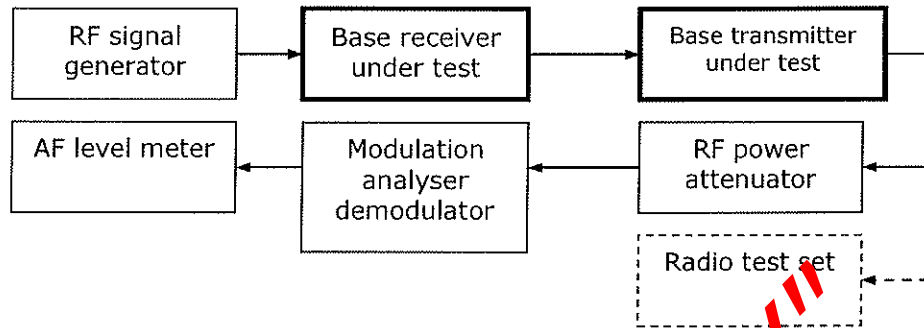 RF signal
generator
Base receiver
under test
Base transmitter
under test
AF level meter
Modulation
analyser
demodulator
RF power
attenuator
Radio test set